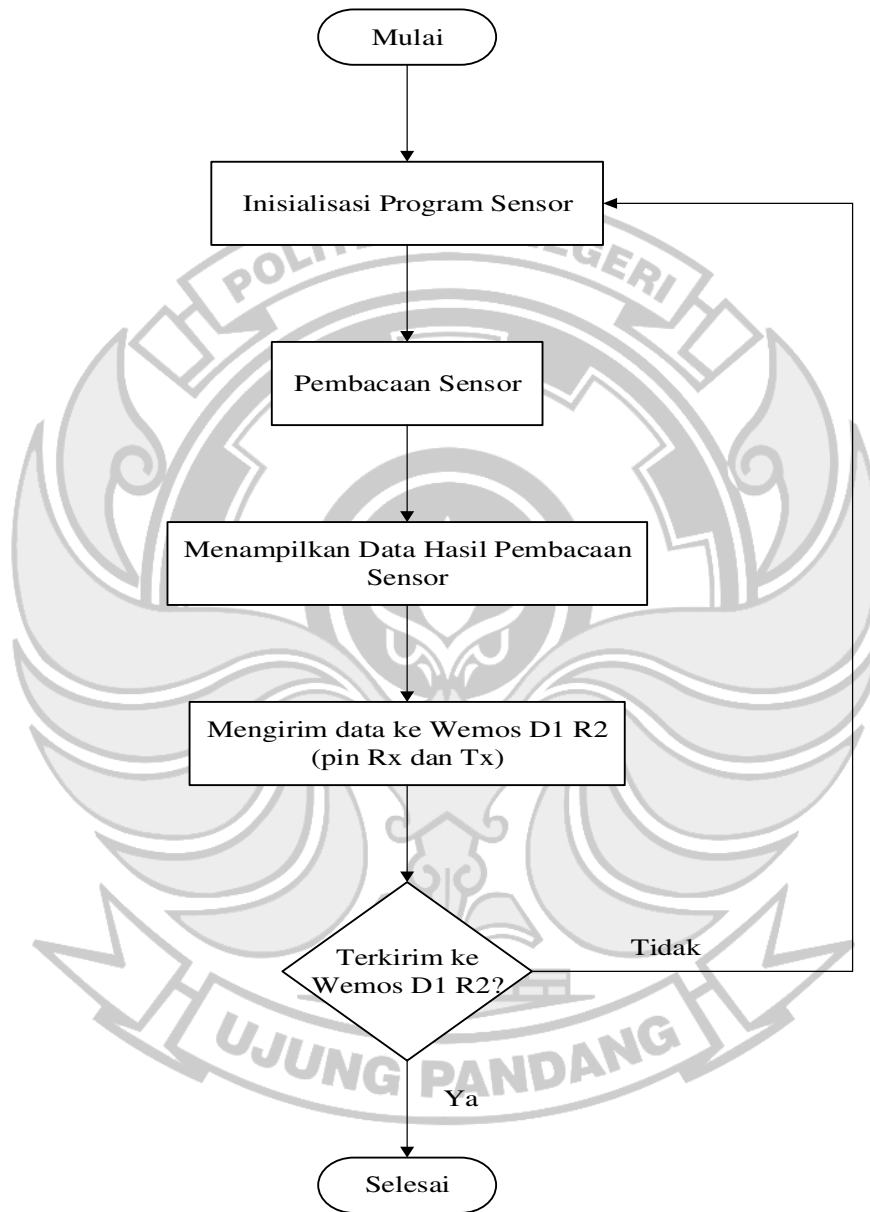 Mulai
Inisialisasi Program Sensor
Pembacaan Sensor
Menampilkan Data Hasil Pembacaan
Sensor
Mengirim data ke Wemos D1 R2
(pin Rx dan Tx)
Terkirim ke
Wemos D1 R2?
Tidak
Ya
Selesai
UJUNG PANDANG